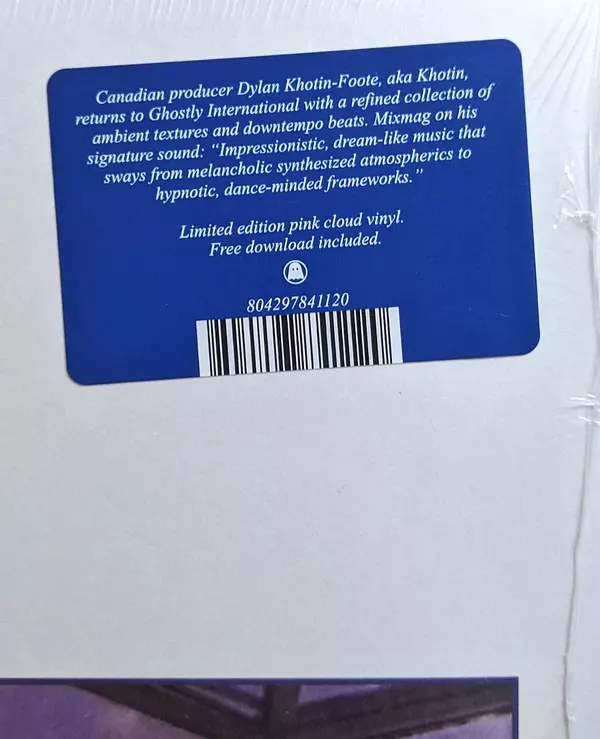 Canadian producer Dylan Khotin-Foote, aka Khotin,
returns to Ghostly International with a refined collection of
ambient textures and downtempo beats. Mixmag on his
signature sound: “Impressionistic, dream-like music that
sways from melancholic synthesized atmospherics to
hypnotic, dance-minded frameworks.”
Limited edition pink cloud vinyl.
Free download included.
804297841120